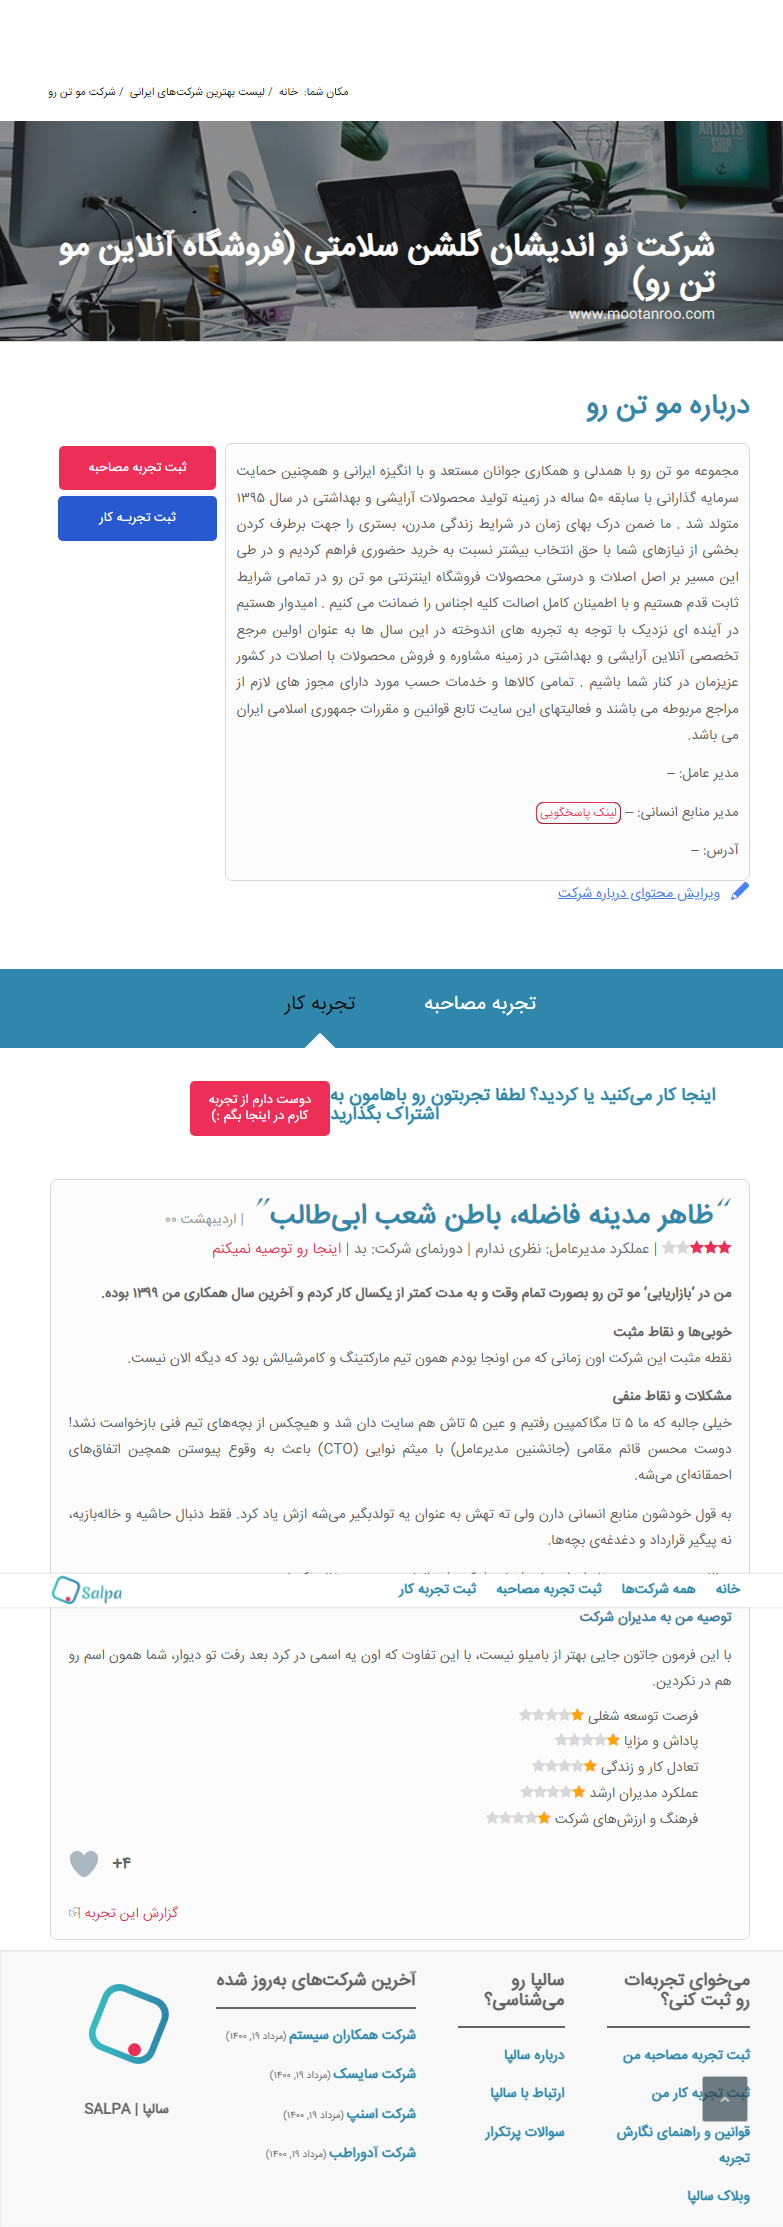 مکان شما: خانه / لیست بهترین شرکت‌های ایرانی / شرکت مو تن رو
ARTISTS
SHIP
شرکت نو اندیشان گلشن سلامتی (فروشگاه آنلاین مو
تن رو)
www.mootanroo.com
درباره مو تن رو
ثبت تجربه مصاحبه
ثبت تجربـه کار
مجموعه مو تن رو با همدلی و همکاری جوانان مستعد و با انگیزه ایرانی و همچنین حمایت
سرمایه گذارانی با سابقه ۵۰ ساله در زمینه تولید محصولات آرایشی و بهداشتی در سال ۱۳۹۵
متولد شد . ما ضمن درک بهای زمان در شرایط زندگی مدرن، بستری را جهت برطرف کردن
بخشی از نیازهای شما با حق انتخاب بیشتر نسبت به خرید حضوری فراهم کردیم و در طی
این مسیر بر اصل اصلات و درستی محصولات فروشگاه اینترنتی مو تن رو در تمامی شرایط
ثابت قدم هستیم و با اطمینان کامل اصالت کلیه اجناس را ضمانت می کنیم . امیدوار هستیم
در آینده ای نزدیک با توجه به تجربه های اندوخته در این سال ها به عنوان اولین مرجع
تخصصی آنلاین آرایشی و بهداشتی در زمینه مشاوره و فروش محصولات با اصلات در کشور
عزیزمان در کنار شما باشیم . تمامی کالاها و خدمات حسب مورد دارای مجوز های لازم از
مراجع مربوطه می باشند و فعالیتهای این سایت تابع قوانین و مقررات جمهوری اسلامی ایران
می باشد.
مدیر عامل: –
مدیر منابع انسانی: – لینک پاسخگویی
آدرس: –
ویرایش محتوای درباره شرکت
تجربه مصاحبه
تجربه کار
اینجا کار می‌کنید یا کردید؟ لطفا تجربتون رو باهامون به
اشتراک بگذارید
دوست دارم از تجربه
کارم در اینجا بگم :)
"ظاهر مدینه فاضله، باطن شعب ابی‌طالب" | اردیبهشت ۰۰
| عملکرد مدیرعامل: نظری ندارم | دورنمای شرکت: بد | اینجا رو توصیه نمیکنم
من در ‘بازاریابی’ مو تن رو بصورت تمام وقت و به مدت کمتر از یکسال کار کردم و آخرین سال همکاری من ۱۳۹۹ بوده.
خوبی‌ها و نقاط مثبت
نقطه مثبت این شرکت اون زمانی که من اونجا بودم همون تیم مارکتینگ و کامرشیالش بود که دیگه الان نیست.
مشکلات و نقاط منفی
خیلی جالبه که ما ۵ تا مگاکمپین رفتیم و عین ۵ تاش هم سایت دان شد و هیچکس از بچه‌های تیم فنی بازخواست نشد!
دوست محسن قائم مقامی (جانشنین مدیرعامل) با میثم نوایی (CTO) باعث به وقوع پیوستن همچین اتفاق‌های
احمقانه‌ای می‌شه.
به قول خودشون منابع انسانی دارن ولی ته تهش به عنوان یه تولدبگیر می‌شه ازش یاد کرد. فقط دنبال حاشیه و خاله‌بازیه،
نه پیگیر قرارداد و دغدغه‌ی بچه‌ها.
خانه
همه شرکت‌ها
ثبت تجربه مصاحبه
ثبت تجربه کار
Salpa
توصیه من به مدیران شرکت
با این فرمون جاتون جایی بهتر از بامیلو نیست، با این تفاوت که اون یه اسمی در کرد بعد رفت تو دیوار، شما همون اسم رو
هم در نکردین.
فرصت توسعه شغلی
پاداش و مزایا
تعادل کار و زندگی
عملکرد مدیران ارشد
فرهنگ و ارزش‌های شرکت
+۴
گزارش این تجربه
می‌خوای تجربه‌ات
رو ثبت کنی؟
ثبت تجربه مصاحبه من
ثبت تجربه کار من
قوانین و راهنمای نگارش
تجربه
وبلاک سالپا
سالپا رو
می‌شناسی؟
درباره سالپا
ارتباط با سالپا
سوالات پرتکرار
آخرین شرکت‌های به‌روز شده
شرکت همکاران سیستم (مرداد ۱۹, ۱۴۰۰)
شرکت سایسک (مرداد ۱۹, ۱۴۰۰)
شرکت اسنپ (مرداد ۱۹, ۱۴۰۰)
شرکت آدوراطب (مرداد ۱۹, ۱۴۰۰)
سالپا | SALPA